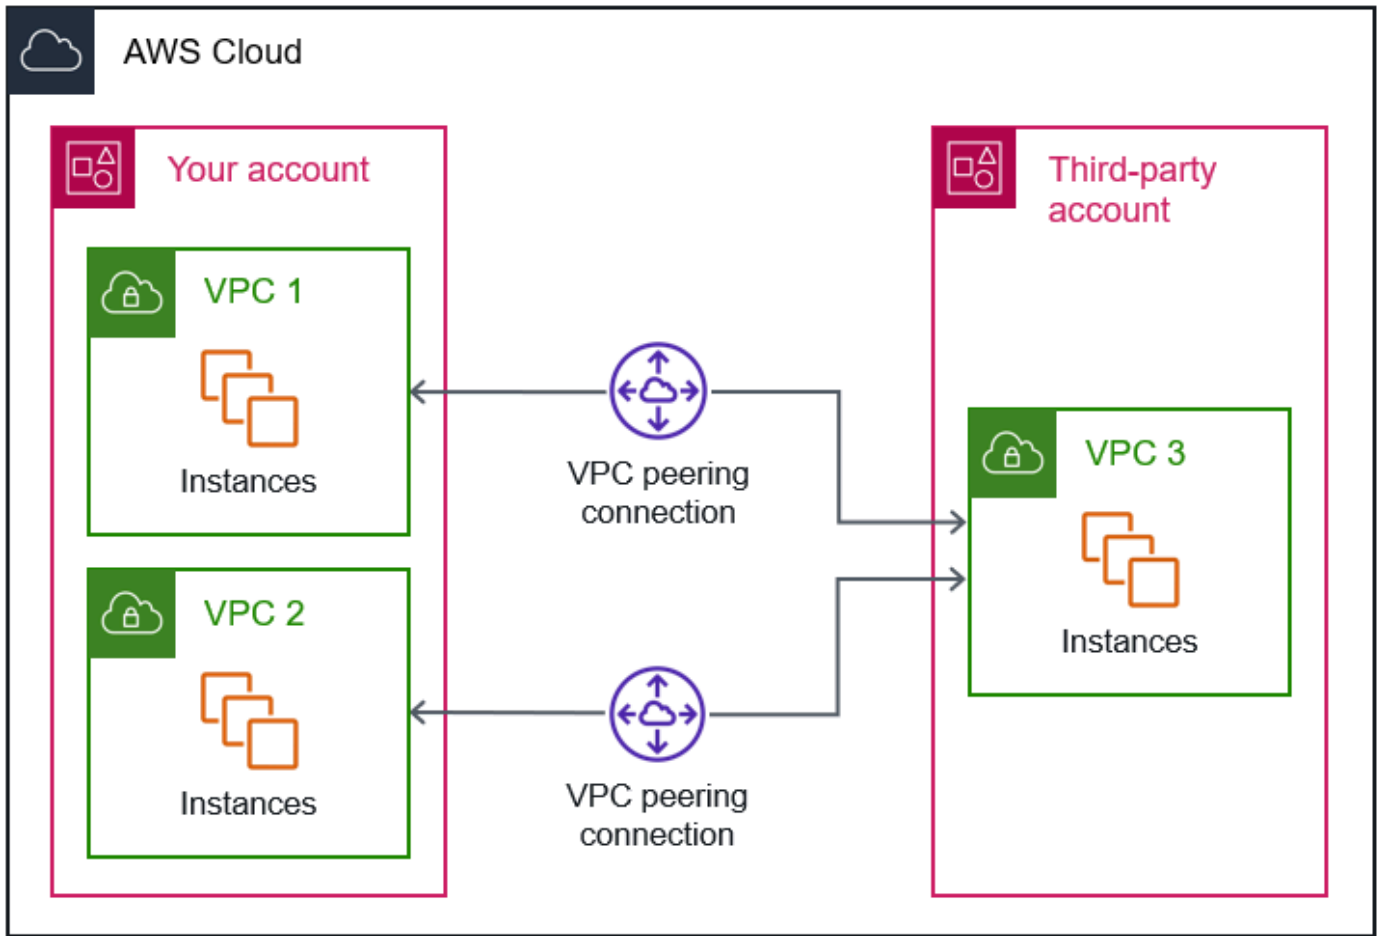 AWS Cloud
Your account
VPC 1
Instances
VPC 2
Instances
VPC peering
connection
VPC peering
connection
Third-party
account
VPC 3
Instances